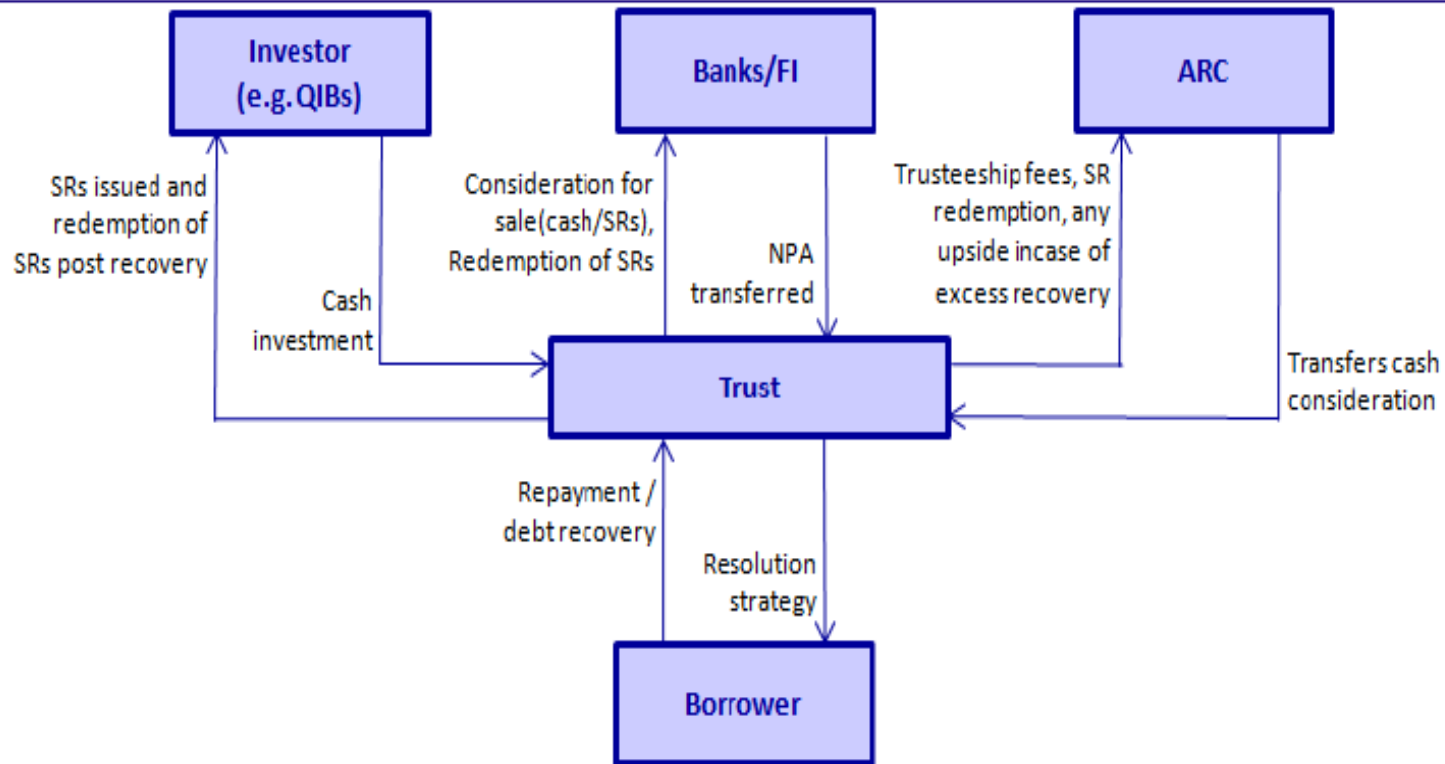 Investor
(e.g. QIBs)
Banks/FI
ARC
SRs issued and
redemption of
SRs post recovery
Cash
investment
Consideration for
sale(cash/SRs),
Redemption of SRs
NPA
transferred
Trusteeship fees, SR
redemption, any
upside incase of
excess recovery
Transfers cash
consideration
Trust
Repayment /
debt recovery
Resolution
strategy
Borrower